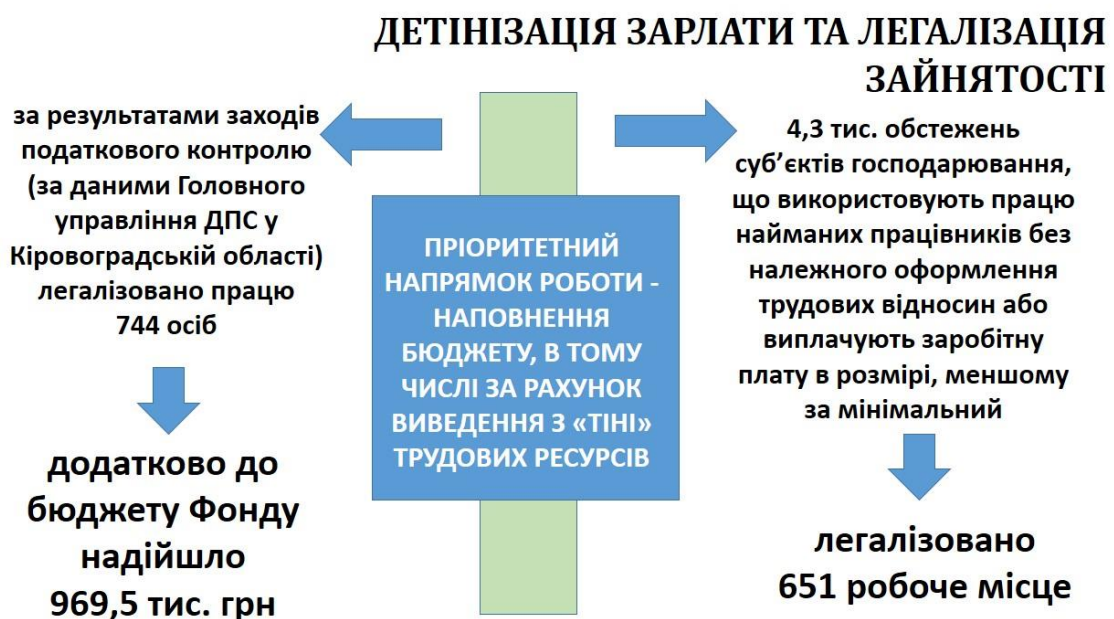 ДЕТІНІЗАЦІЯ ЗАРЛАТИ ТА ЛЕГАЛІЗАЦІЯ
ЗАЙНЯТОСТІ
за результатами заходів
податкового контролю
(за даними Головного
управління ДПС у
Кіровоградській області)
легалізовано працю
744 осіб
додатково до
бюджету Фонду
надійшло
969,5 тис. грн
ПРІОРИТЕТНИЙ
НАПРЯМОК РОБОТИ -
НАПОВНЕННЯ
БЮДЖЕТУ, В ТОМУ
ЧИСЛІ ЗА РАХУНОК
ВИВЕДЕННЯ З «ТІНІ»
ТРУДОВИХ РЕСУРСІВ
4,3 тис. обстежень
суб’єктів господарювання,
що використовують працю
найманих працівників без
належного оформлення
трудових відносин або
виплачують заробітну
плату в розмірі, меншому
за мінімальний
легалізовано
651 робоче місце